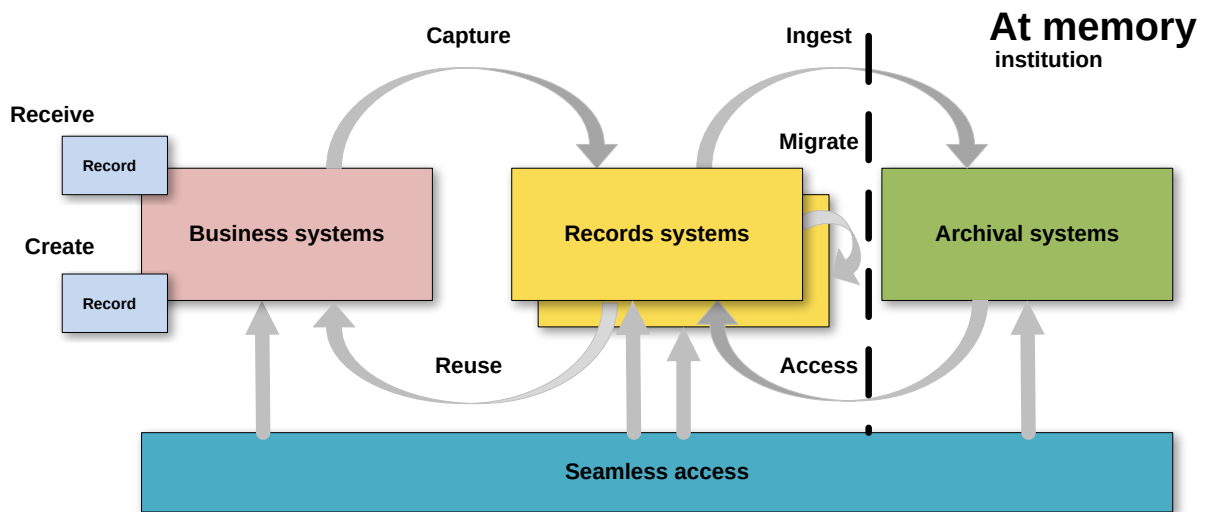 At memory
institution
Capture
Ingest
Receive
Record
Migrate
Business systems
Records systems
Archival systems
Create
Record
Reuse
Access
Seamless access